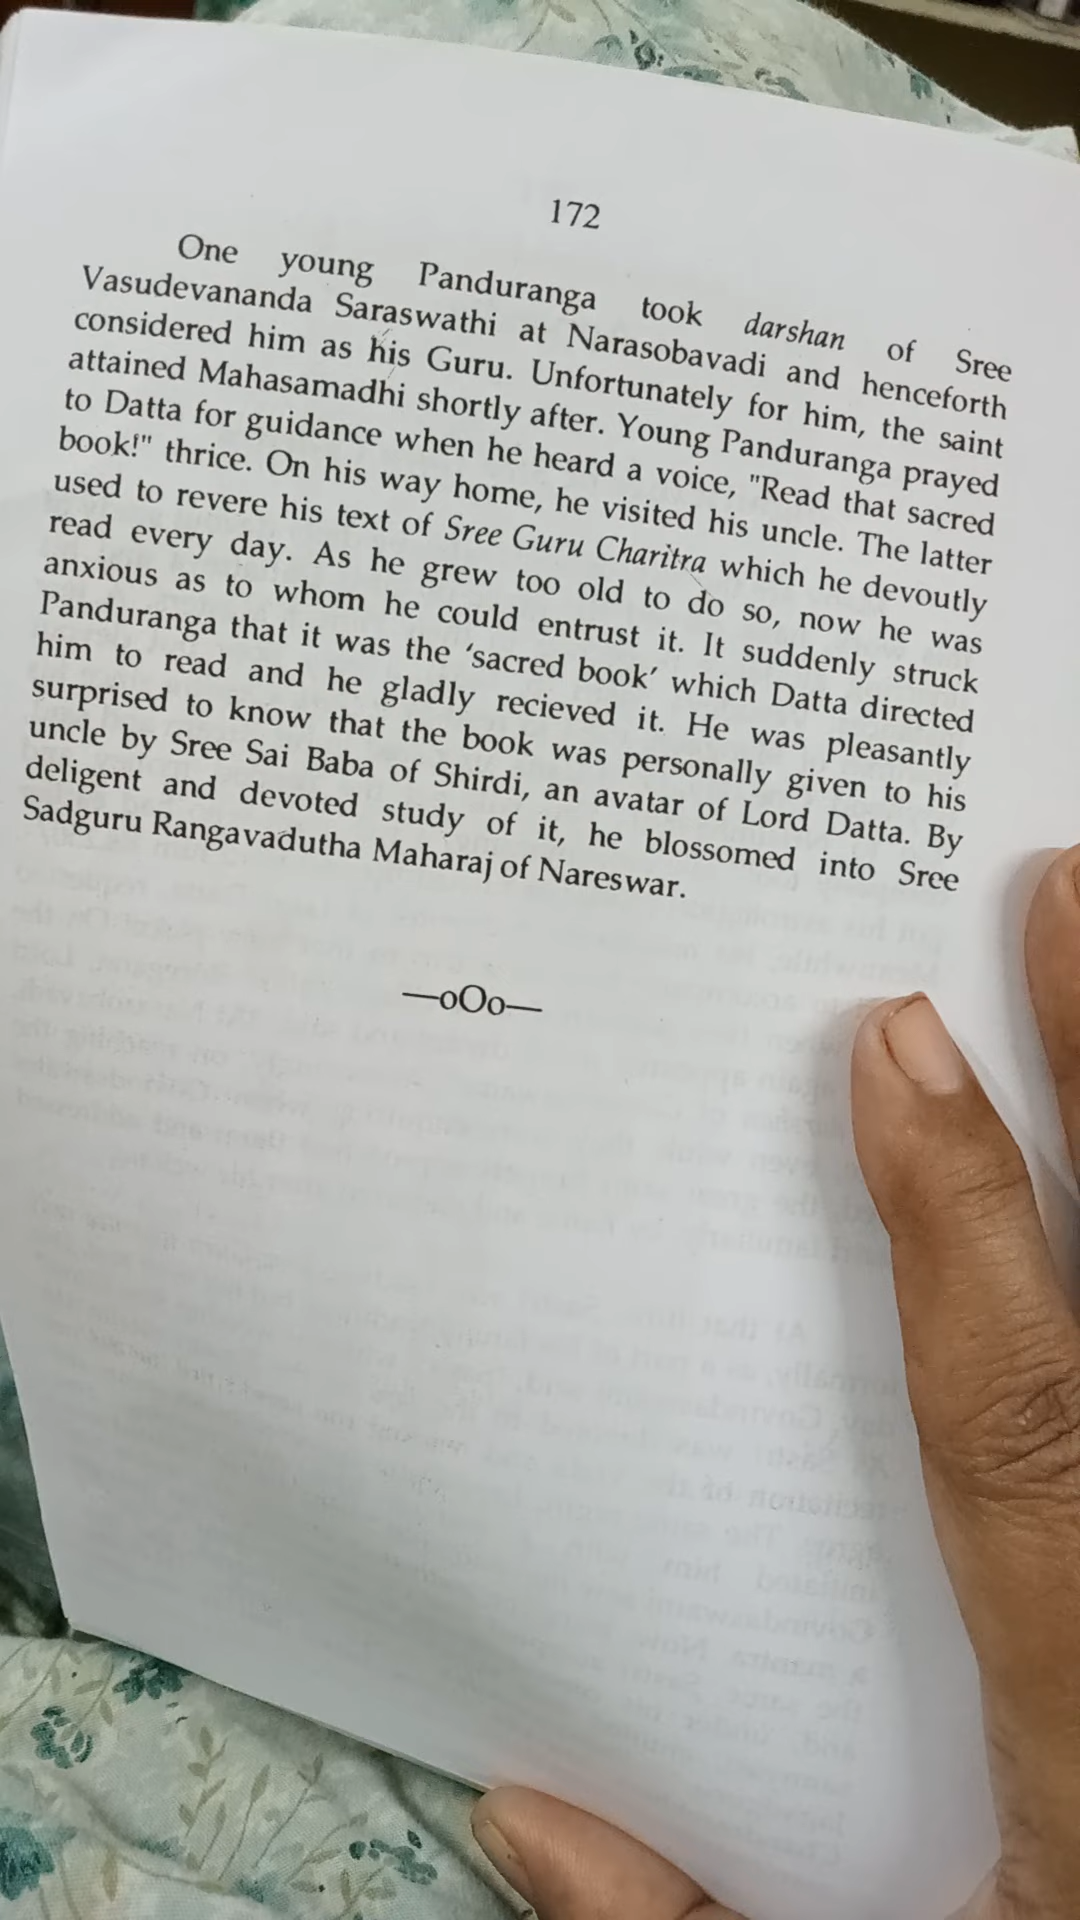 172
One young Panduranga took darshan of Sree
Vasudevananda Saraswathi at Narasobavadi and henceforth
considered him as his Guru. Unfortunately for him, the saint
attained Mahasamadhi shortly after. Young Panduranga prayed
to Datta for guidance when he heard a voice, "Read that sacred
book!" thrice. On his way home, he visited his uncle. The latter
used to revere his text of Sree Guru Charitra which he devoutly
read every day. As he grew too old to do so, now he was
anxious as to whom he could entrust it. It suddenly struck
Panduranga that it was the ‘sacred book’ which Datta directed
him to read and he gladly recieved it. He was pleasantly
surprised to know that the book was personally given to his
uncle by Sree Sai Baba of Shirdi, an avatar of Lord Datta. By
deligent and devoted study of it, he blossomed into Sree
Sadguru Rangavadutha Maharaj of Nareswar.
—oOo—